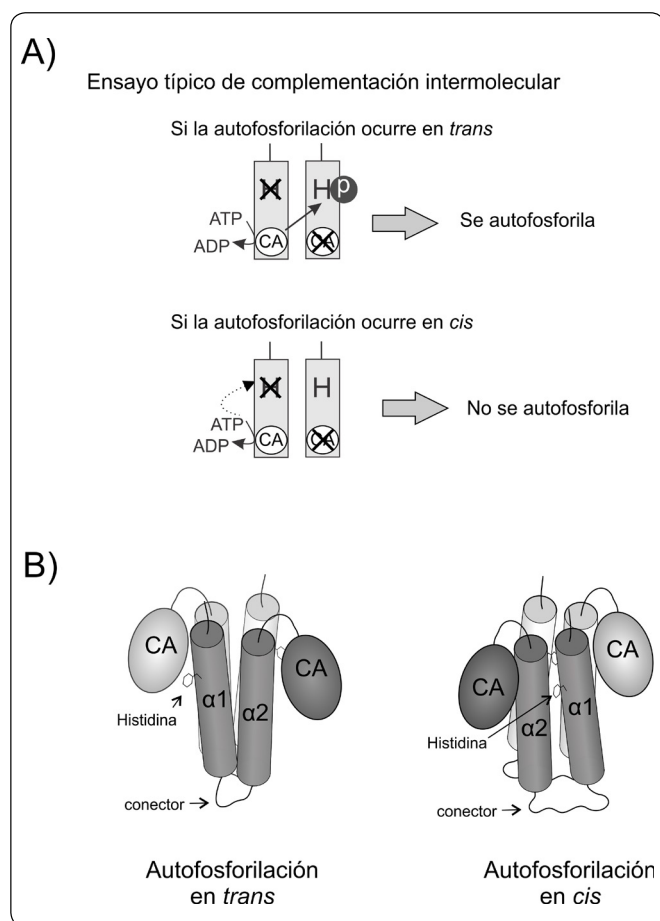 A)
Ensayo típico de complementación intermolecular
Si la autofosforilación ocurre en trans
H H P
ATP
ADP CA CA
Se autofosforila
Si la autofosforilación ocurre en cis
H H
ATP
ADP CA CA
No se autofosforila
B)
CA
α1
α2
CA
Histidina
conector
Autofosforilación
en trans
CA
α2
α1
CA
Histidina
conector
Autofosforilación
en cis